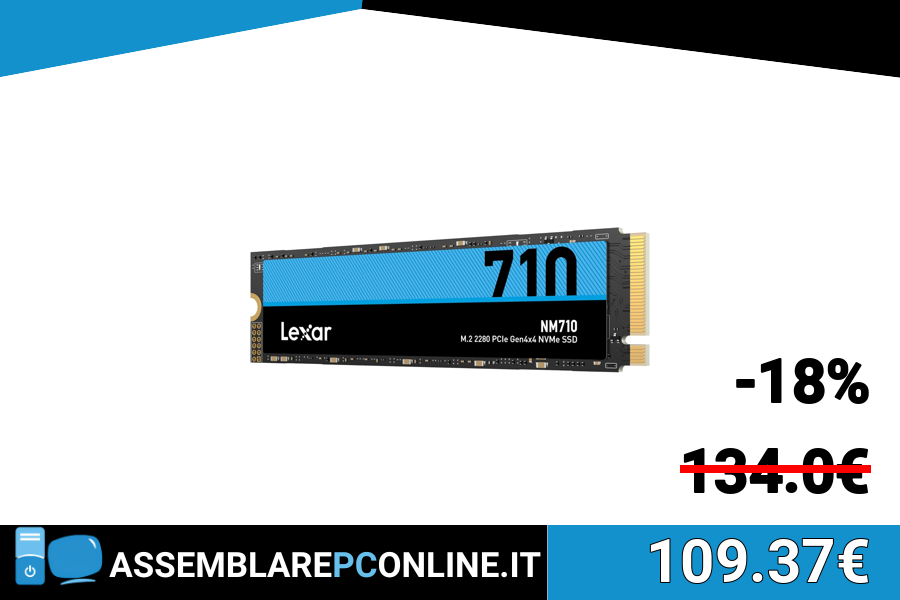 710
Lexar
NM710
M.2 2280 PCIe Gen4x4 NVMe SSD
-18%
134.0€
ASSEMBLAREPCONLINE.IT
109.37€